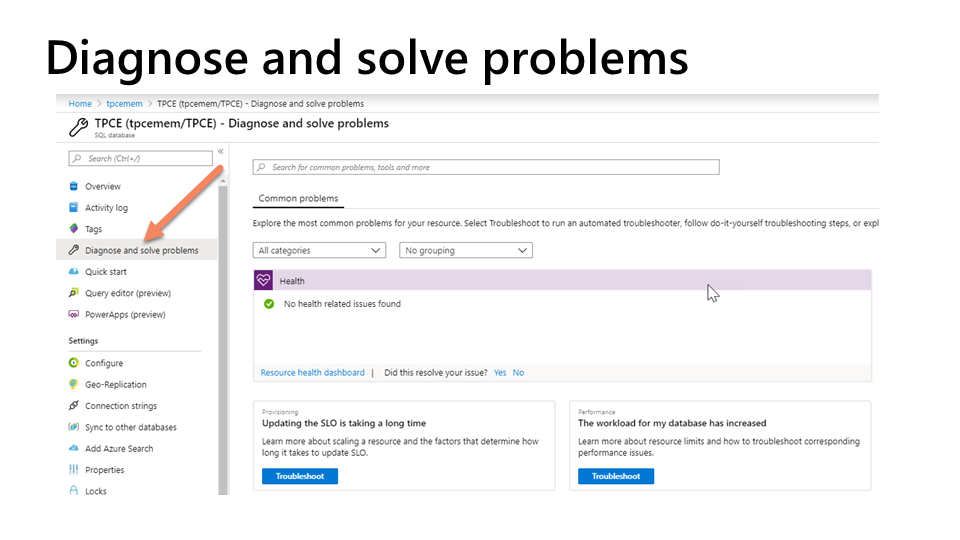 Diagnose and solve problems
Home > tpcemem > TPCE (tpcemem/TPCE) - Diagnose and solve problems
TPCE (tpcemem/TPCE) - Diagnose and solve problems
SQL database
Search (Ctrl+/)
«
Overview
Activity log
Tags
Diagnose and solve problems
Quick start
Query editor (preview)
PowerApps (preview)
Settings
Configure
Geo-Replication
Connection strings
Sync to other databases
Add Azure Search
Properties
Locks
Search for common problems, tools and more
Common problems
Explore the most common problems for your resource. Select Troubleshoot to run an automated troubleshooter, follow do-it-yourself troubleshooting steps, or expl
All categories
No grouping
Health
No health related issues found
Resource health dashboard | Did this resolve your issue? Yes No
Provisioning
Updating the SLO is taking a long time
Learn more about scaling a resource and the factors that determine how
long it takes to update SLO.
Troubleshoot
Performance
The workload for my database has increased
Learn more about resource limits and how to troubleshoot corresponding
performance issues.
Troubleshoot